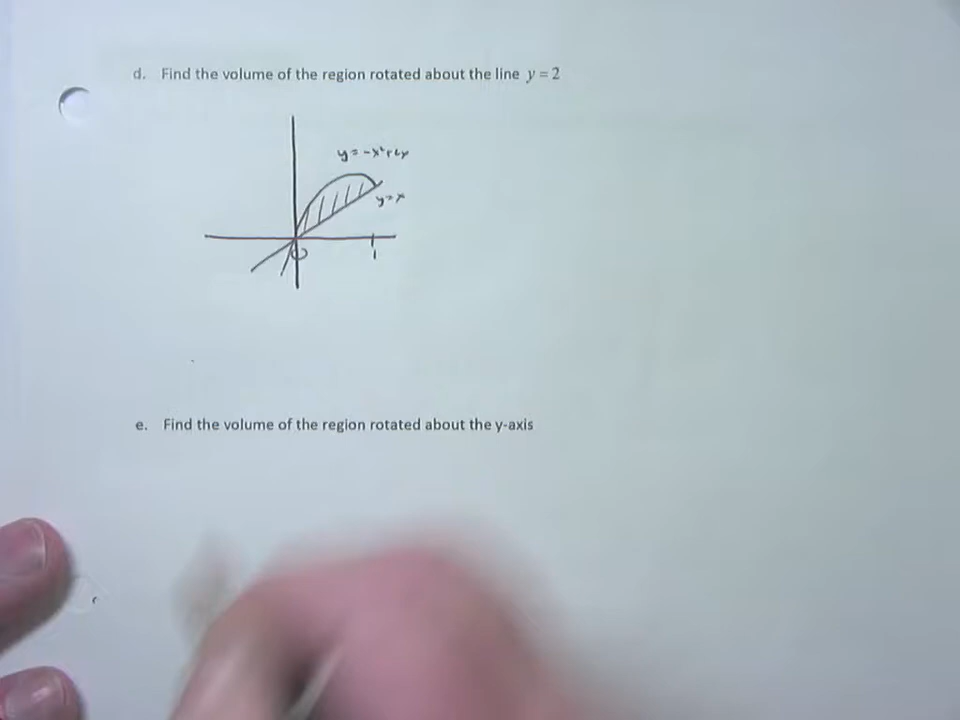 d. Find the volume of the region rotated about the line y = 2
y = -x²+2x
y=x
0
1
e. Find the volume of the region rotated about the y-axis